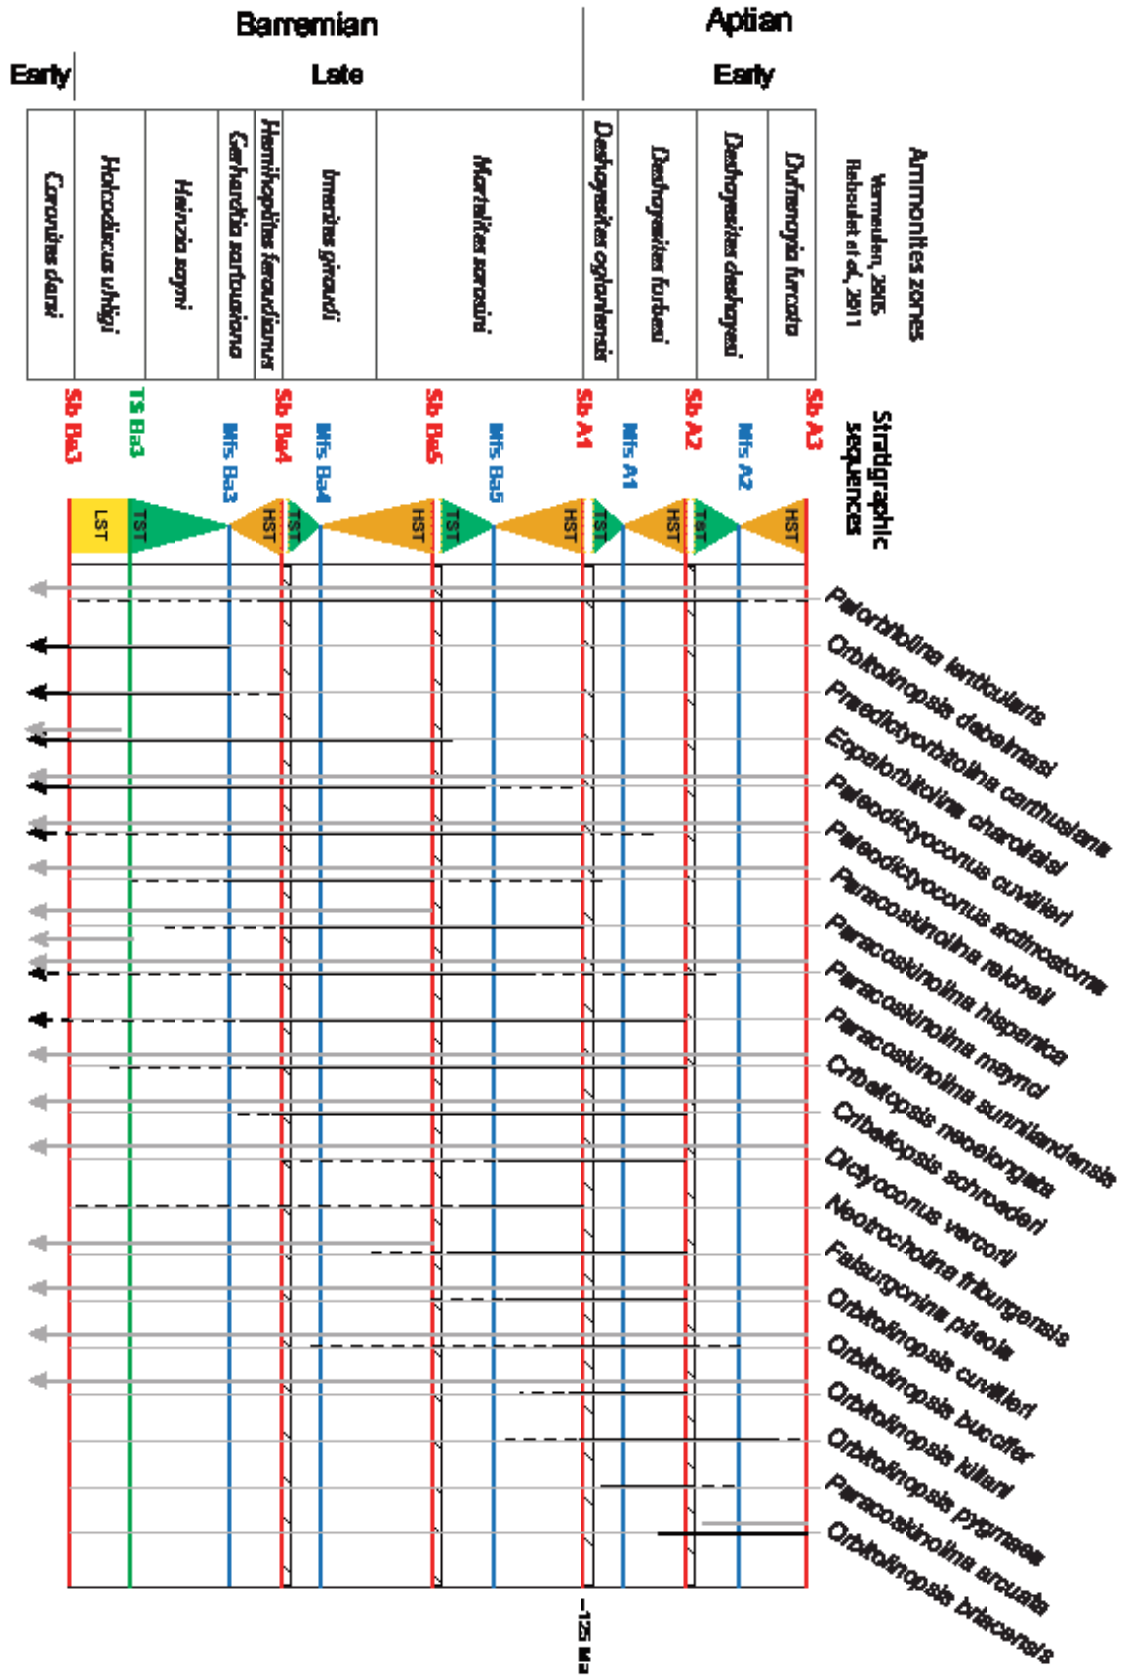 Barremian
Aptian
Early
Late
Early
Ammonites zones
Vermeulen, 2005
Reboulet et al, 2011
Coronites darsi
Holcodiscus uhligi
Heinzia sayni
Gerhardtia sartousiana
Hemihoplites feraudianus
Imerites giraudi
Martelites sarasini
Deshayesites oglanlensis
Deshayesites forbesi
Deshayesites deshayesi
Dufrenoyia furcata
Stratigraphic
sequences
Sb Ba3
TS Ba3
Mfs Ba3
Sb Ba4
Mfs Ba4
Sb Ba5
Mfs Ba5
Sb A1
Mfs A1
Sb A2
Mfs A2
Sb A3
LST
TST
HST
TST
HST
TST
HST
TST
HST
TST
HST
Palorbitolina lenticularis
Orbitolinopsis debelmasi
Praedictyorbitolina carthusiana
Eopalorbitolina charollaisi
Paleodictyoconus cuvillieri
Paleodictyoconus actinostoma
Paracoskinolina reicheli
Paracoskinolina hispanica
Paracoskinolina maynci
Paracoskinolina sunnilandensis
Cribellopsis neoelongata
Cribellopsis schroederi
Dictyoconus vercorii
Neotrocholina friburgensis
Falsurgonina pileola
Orbitolinopsis cuvillieri
Orbitolinopsis buccifer
Orbitolinopsis kiliani
Orbitolinopsis pygmaea
Paracoskinolina arcuata
Orbitolinopsis briacensis
~125 Ma